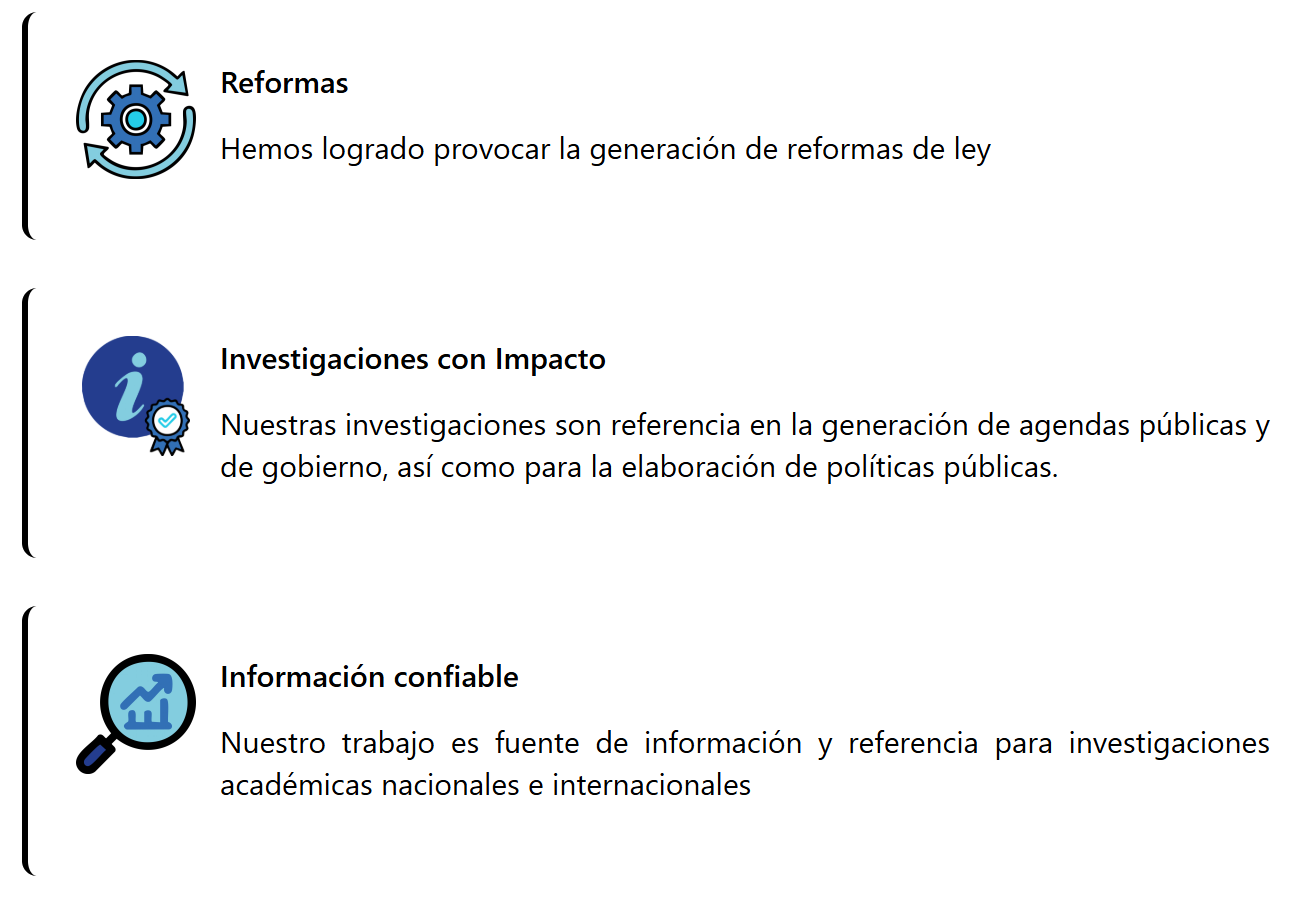 Reformas
Hemos logrado provocar la generación de reformas de ley
Investigaciones con Impacto
Nuestras investigaciones son referencia en la generación de agendas públicas y
de gobierno, así como para la elaboración de políticas públicas.
Información confiable
Nuestro trabajo es fuente de información y referencia para investigaciones
académicas nacionales e internacionales